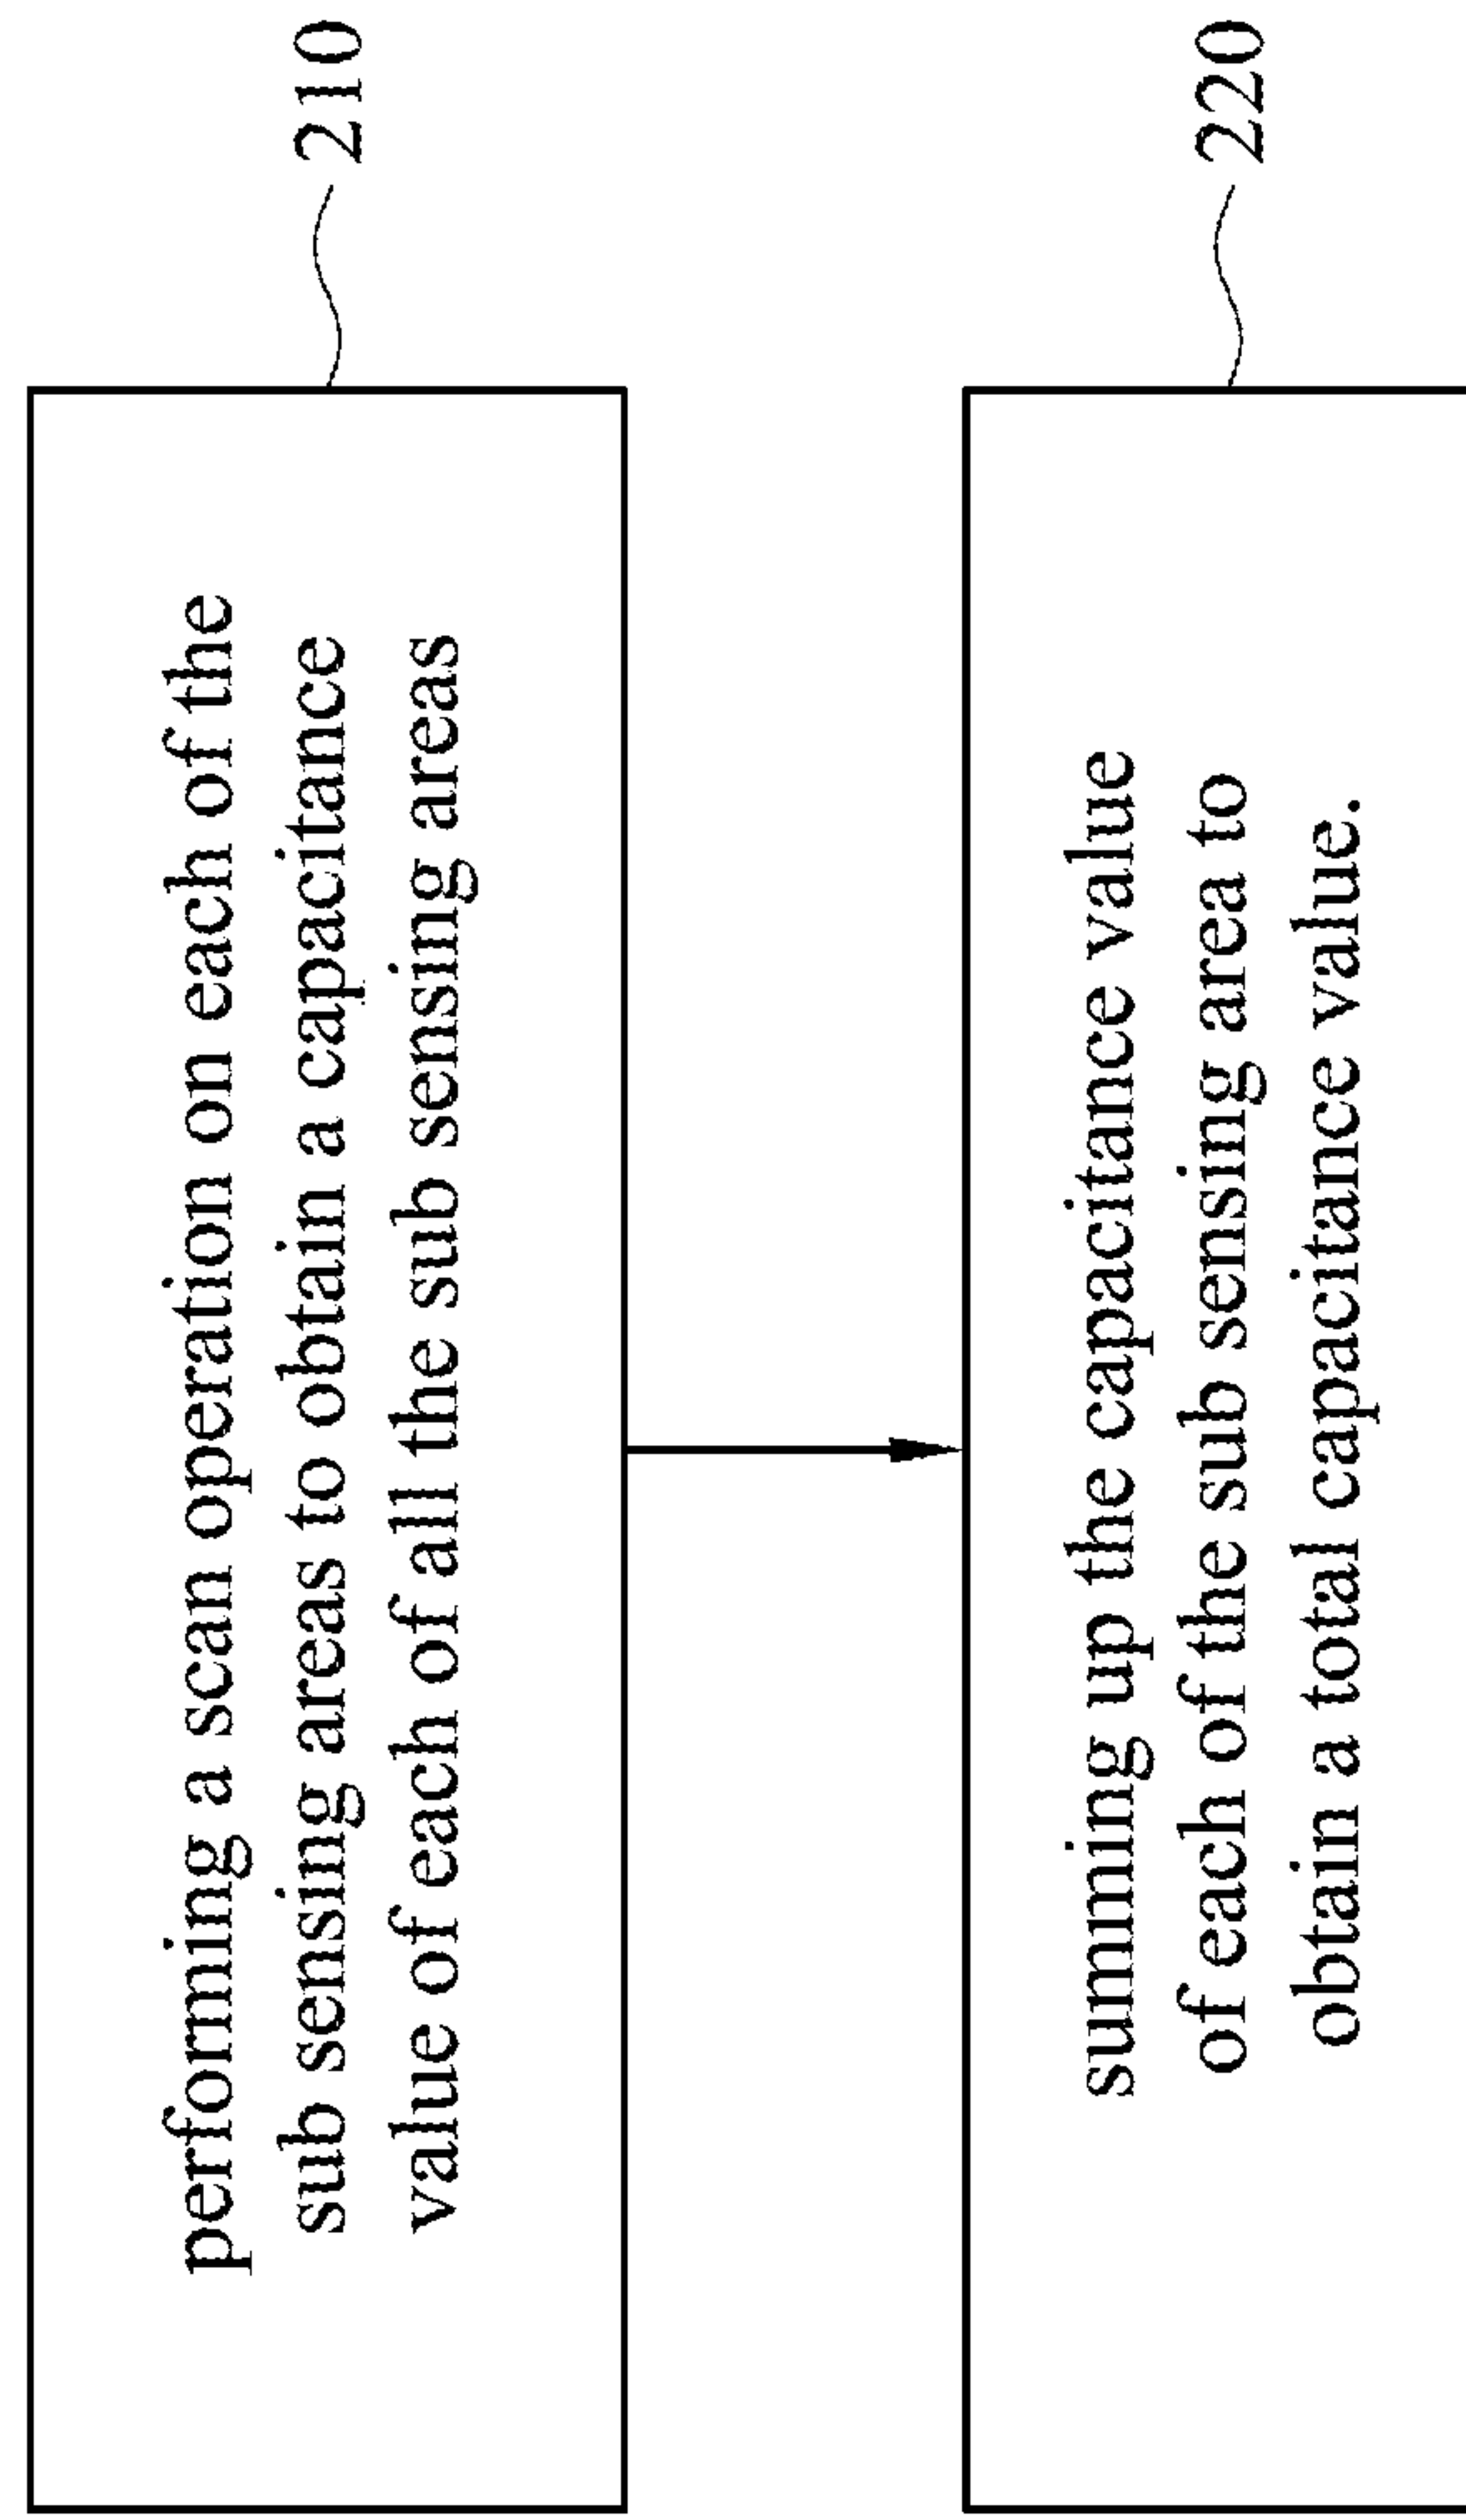 performing a scan operation on each of the
sub sensing areas to obtain a capacitance
value of each of all the sub sensing areas
210
summing up the capacitance value
of each of the sub sensing area to
obtain a total capacitance value.
220